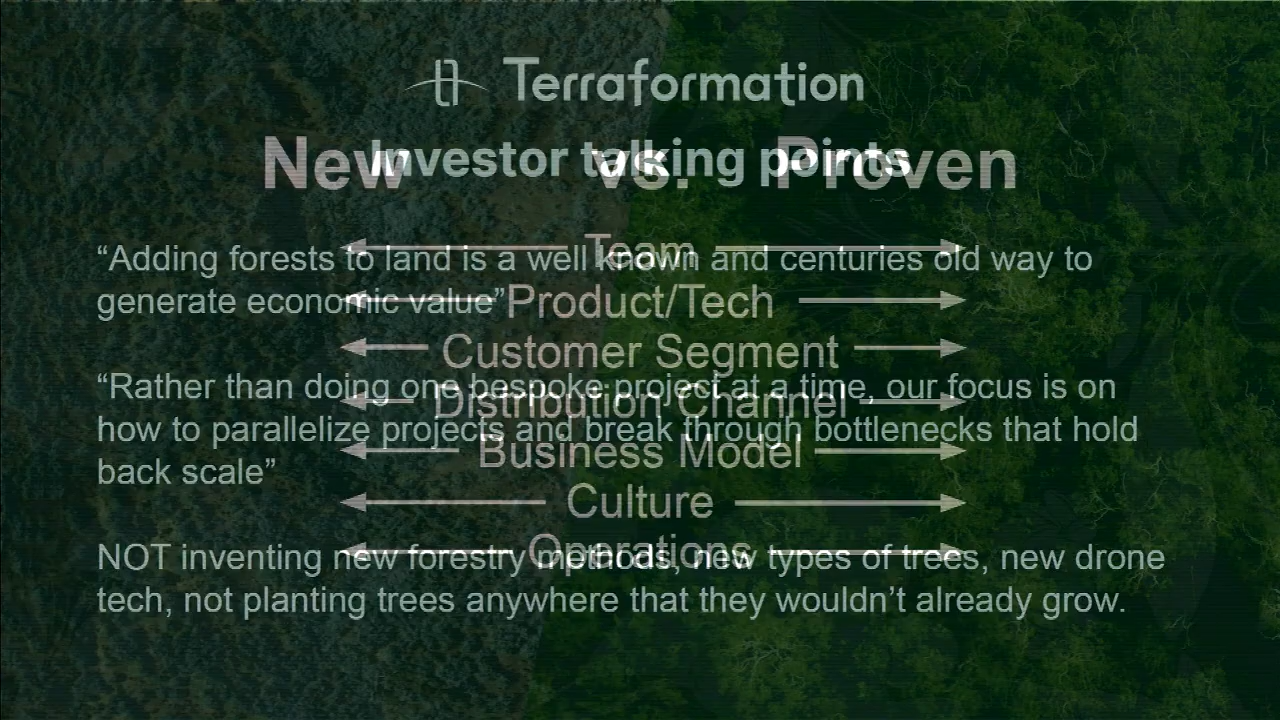 Terraformation
New vs. Proven
Investor talking points
Team
“Adding forests to land is a well known and centuries old way to
generate economic value”
Product/Tech
Customer Segment
“Rather than doing one bespoke project at a time, our focus is on
Distribution Channel
how to parallelize projects and break through bottlenecks that hold
Business Model
back scale”
Culture
Operations
NOT inventing new forestry methods, new types of trees, new drone
tech, not planting trees anywhere that they wouldn’t already grow.